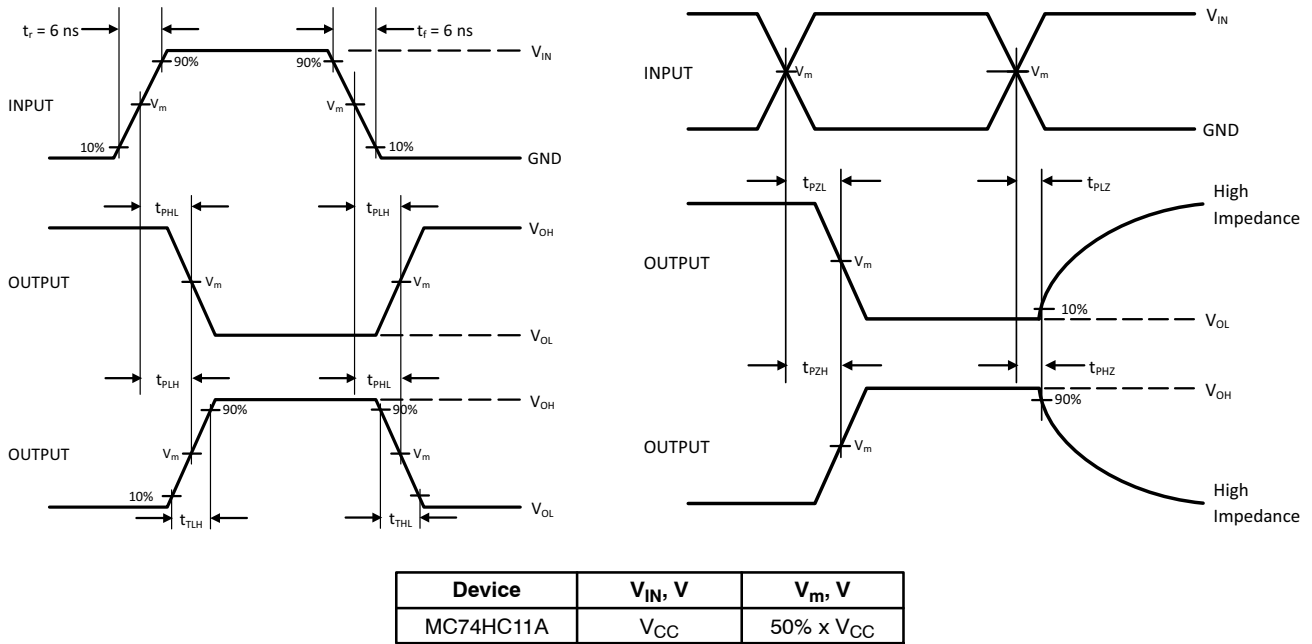 tr = 6 ns
tf = 6 ns
VIN
90%
90%
INPUT
Vm
Vm
10%
10%
GND
tPHL
tPLH
VOH
OUTPUT
Vm
Vm
VOL
tPLH
tPHL
VOH
90%
90%
OUTPUT
Vm
Vm
10%
VOL
tTLH
tTHL
VIN
INPUT
Vm
Vm
GND
tPZL
tPLZ
High
Impedance
OUTPUT
Vm
10%
VOL
tPZH
tPHZ
VOH
90%
OUTPUT
Vm
High
Impedance
Device VIN, V Vm, V
MC74HC11A VCC 50% x VCC